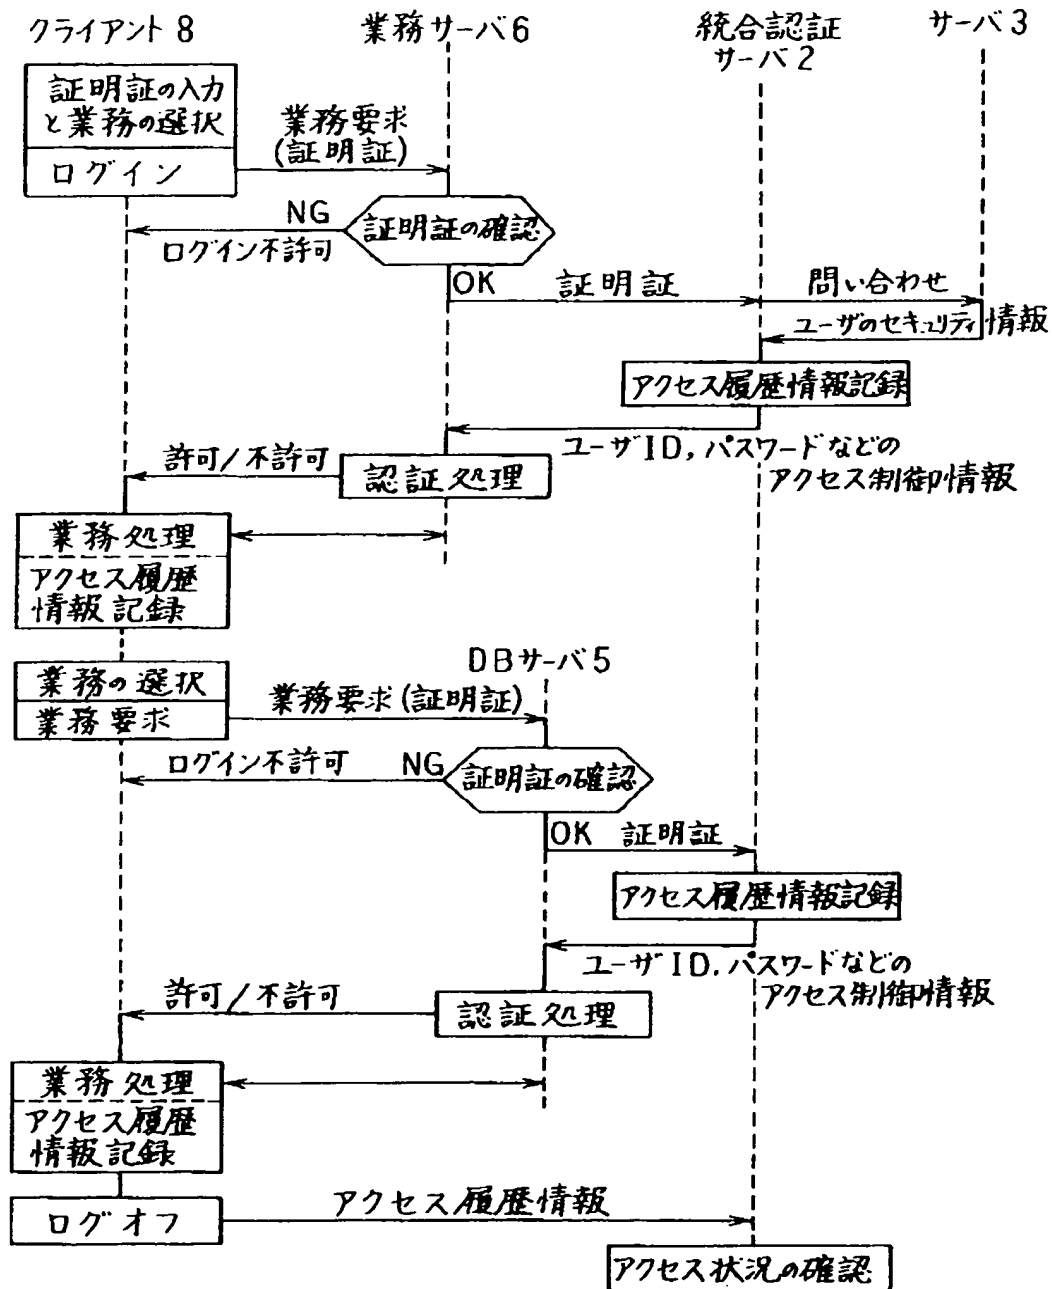 クライアント 8
業務サーバ6
統合認証
サーバ2
サーバ3
証明証の入力
と業務の選択
ログイン
業務要求
(証明証)
NG
ログイン不許可
証明証の確認
OK
証明証
問い合わせ
ユーザのセキュリティ情報
アクセス履歴情報記録
ユーザID, パスワードなどの
アクセス制御情報
許可/不許可
認証処理
業務処理
アクセス履歴
情報記録
業務の選択
業務要求
DBサーバ5
業務要求(証明証)
ログイン不許可
NG
証明証の確認
OK
証明証
アクセス履歴情報記録
ユーザID. パスワードなどの
アクセス制御情報
許可/不許可
認証処理
業務処理
アクセス履歴
情報記録
ログオフ
アクセス履歴情報
アクセス状況の確認